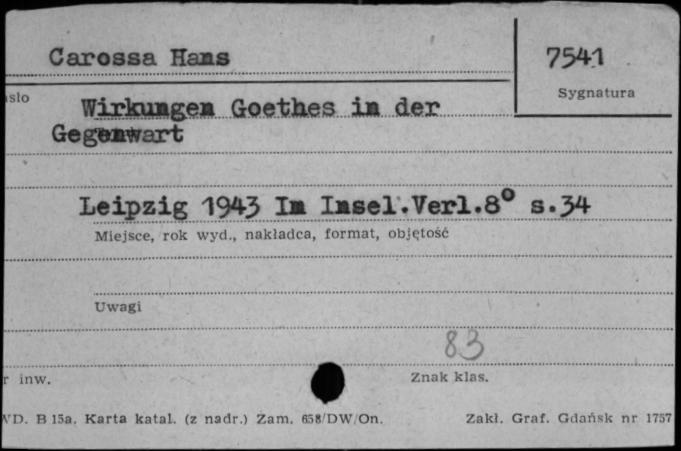 Carossa Hans
7541
Sygnatura
asło
Wirkungen Goethes in der
Gegenwart
Leipzig 1943 Im Insel.Verl.8° s.34
Miejsce, rok wyd., nakładca, format, objętość
Uwagi
83
r inw.
Znak klas.
WD. B 15a. Karta katal. (z nadr.) Zam. 658/DW/On.
Zakł. Graf. Gdańsk nr 1757